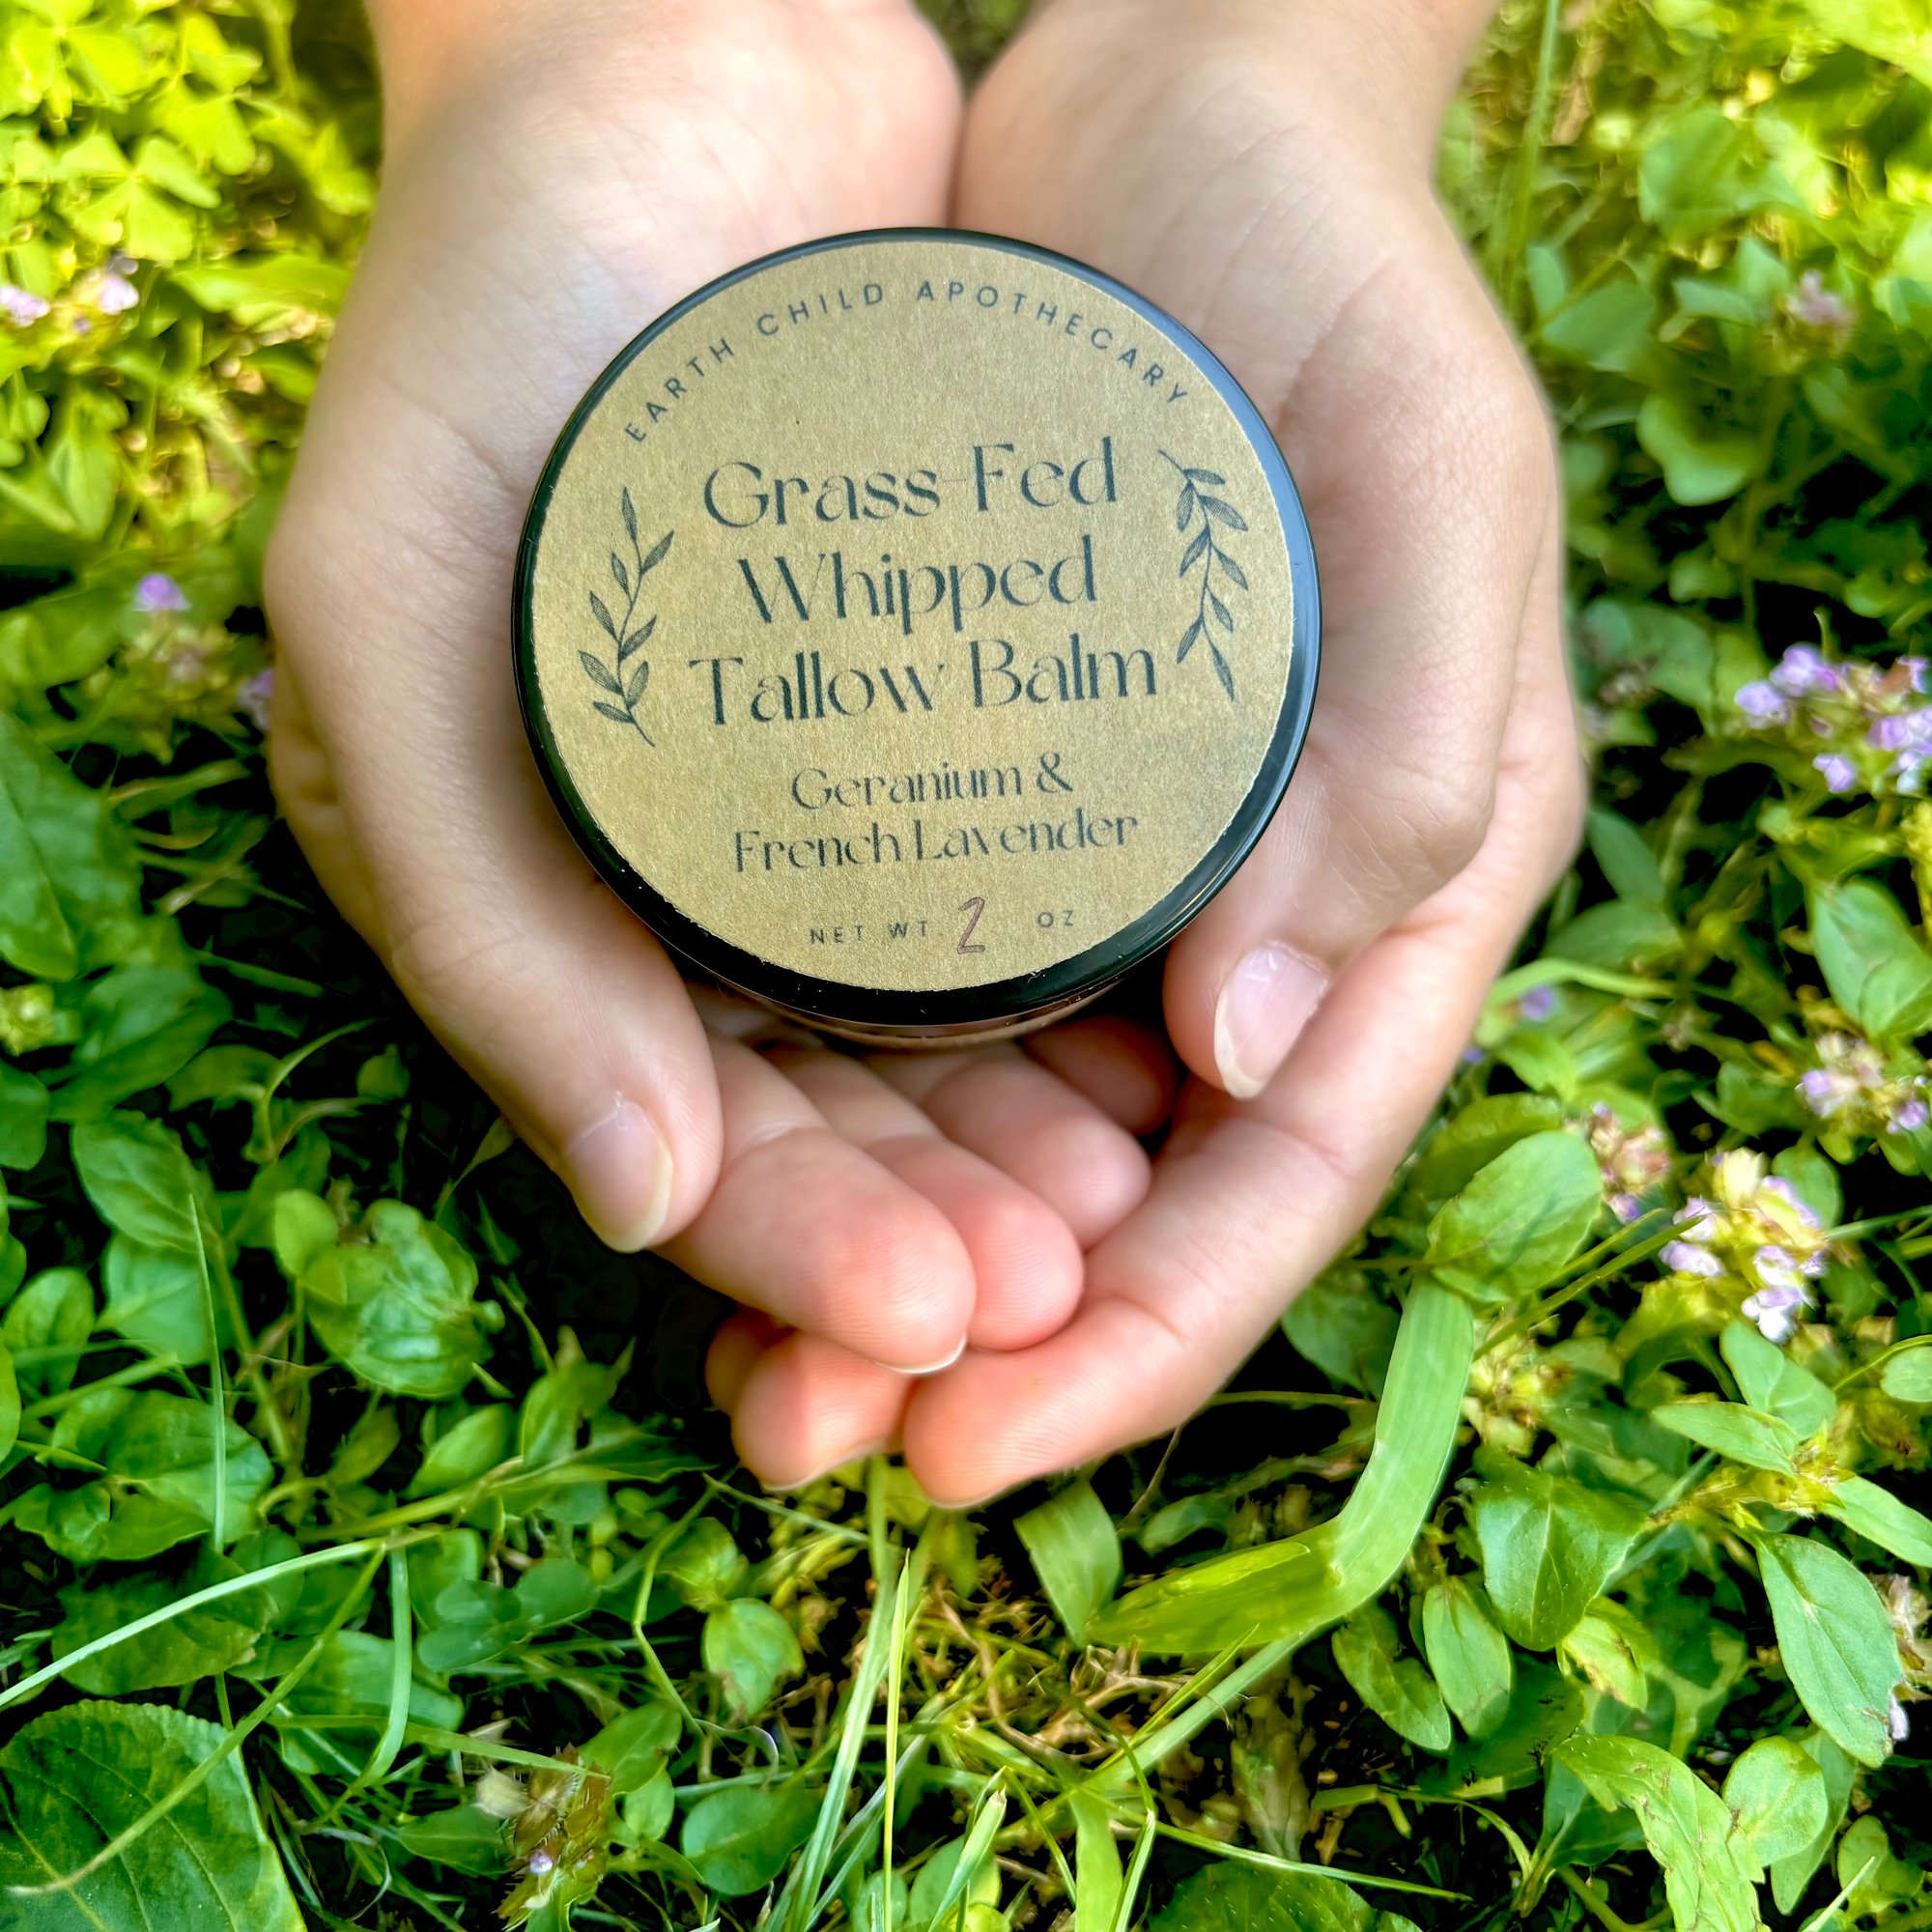 EARTH CHILD APOTHECARY
Grass-Fed
Whipped
Tallow Balm
Geranium &
French Lavender
NET WT. 2 OZ